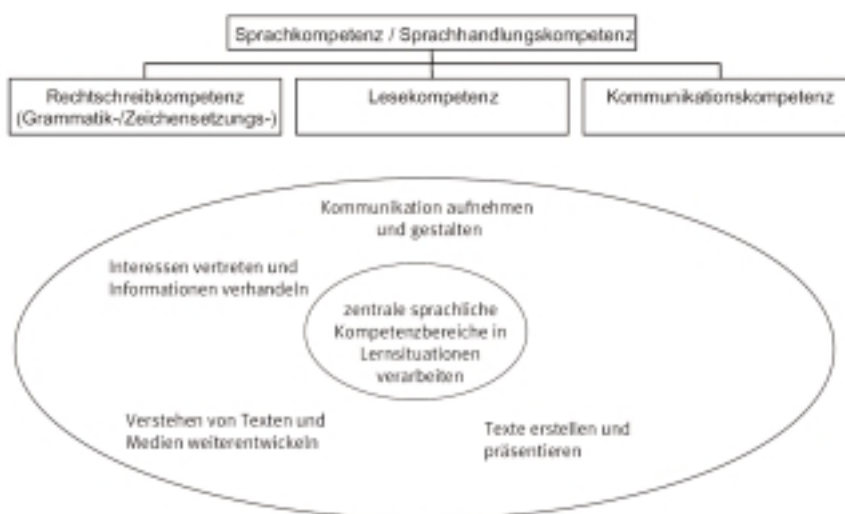 Sprachkompetenz / Sprachhandlungskompetenz
Rechtschreibkompetenz
(Grammatik-/Zeichensetzungs-)
Lesekompetenz
Kommunikationskompetenz
Kommunikation aufnehmen
und gestalten
Interessen vertreten und
Informationen verhandeln
zentrale sprachliche
Kompetenzbereiche in
Lernsituationen
verarbeiten
Verstehen von Texten und
Medien weiterentwickeln
Texte erstellen und
präsentieren